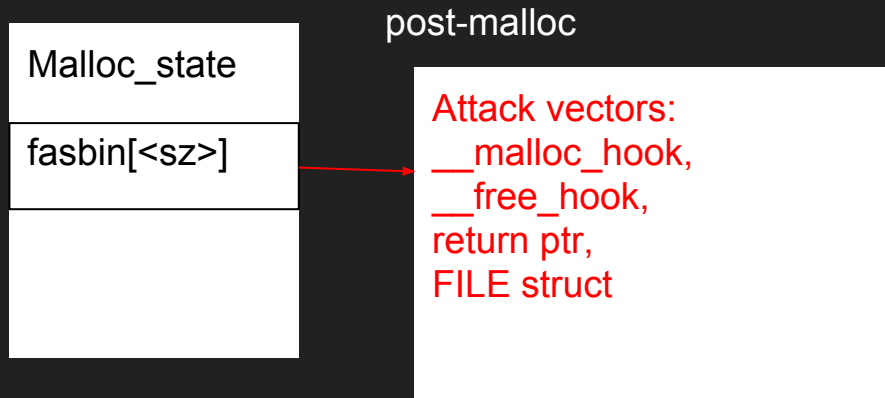 post-malloc
Malloc_state
fasbin[<sz>]
Attack vectors:
__malloc_hook,
__free_hook,
return ptr,
FILE struct